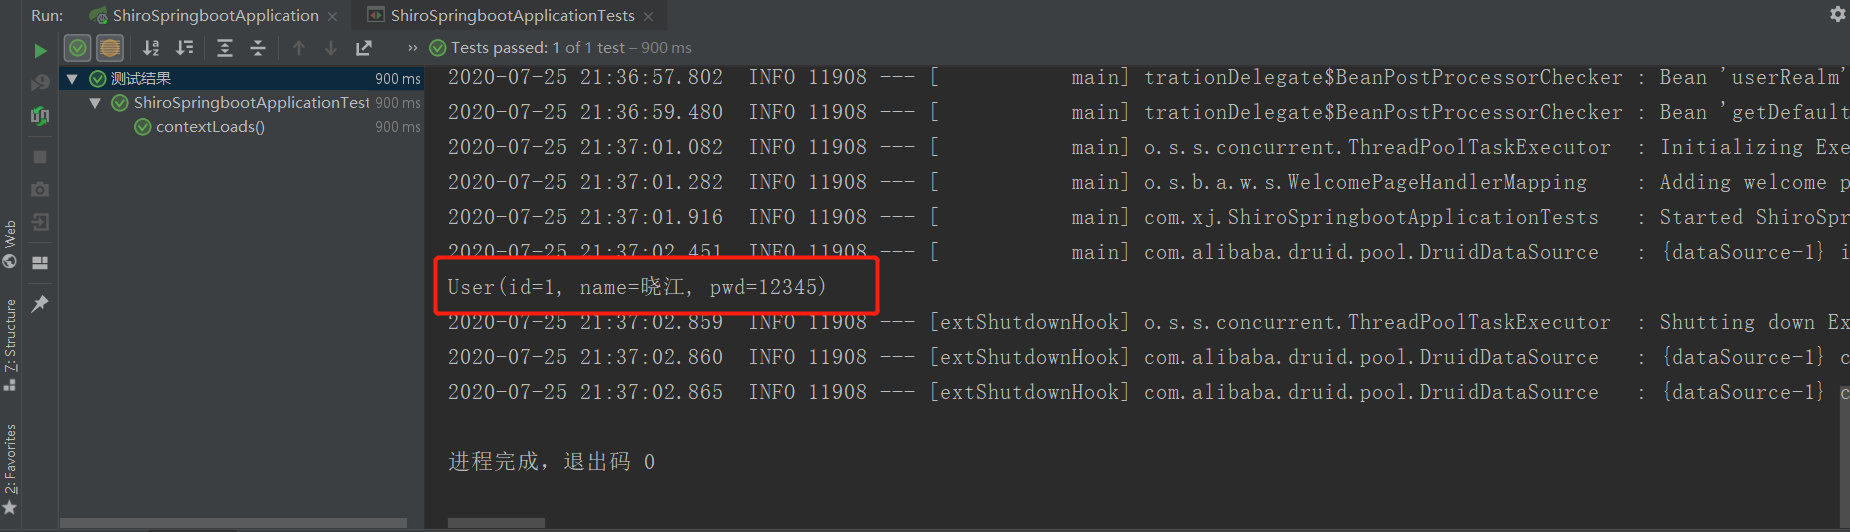 Run: ShiroSpringbootApplication × ShiroSpringbootApplicationTests ×
» Tests passed: 1 of 1 test – 900 ms
测试结果 900 ms
ShiroSpringbootApplicationTest 900 ms
contextLoads() 900 ms
2020-07-25 21:36:57.802  INFO 11908 --- [           main] trationDelegate$BeanPostProcessorChecker : Bean 'userRealm'
2020-07-25 21:36:59.480  INFO 11908 --- [           main] trationDelegate$BeanPostProcessorChecker : Bean 'getDefault
2020-07-25 21:37:01.082  INFO 11908 --- [           main] o.s.s.concurrent.ThreadPoolTaskExecutor  : Initializing Exe
2020-07-25 21:37:01.282  INFO 11908 --- [           main] o.s.b.a.w.s.WelcomePageHandlerMapping    : Adding welcome p
2020-07-25 21:37:01.916  INFO 11908 --- [           main] com.xj.ShiroSpringbootApplicationTests   : Started ShiroSpr
2020-07-25 21:37:02.451  INFO 11908 --- [           main] com.alibaba.druid.pool.DruidDataSource   : {dataSource-1} i
User(id=1, name=晓江, pwd=12345)
2020-07-25 21:37:02.859  INFO 11908 --- [extShutdownHook] o.s.s.concurrent.ThreadPoolTaskExecutor  : Shutting down Ex
2020-07-25 21:37:02.860  INFO 11908 --- [extShutdownHook] com.alibaba.druid.pool.DruidDataSource   : {dataSource-1} c
2020-07-25 21:37:02.865  INFO 11908 --- [extShutdownHook] com.alibaba.druid.pool.DruidDataSource   : {dataSource-1} c
进程完成，退出码 0
Web
Z: Structure
2: Favorites